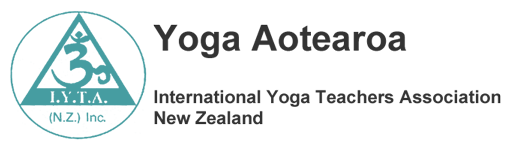 ॐ
I.Y.T.A.
(N.Z.) Inc.
Yoga Aotearoa
International Yoga Teachers Association
New Zealand